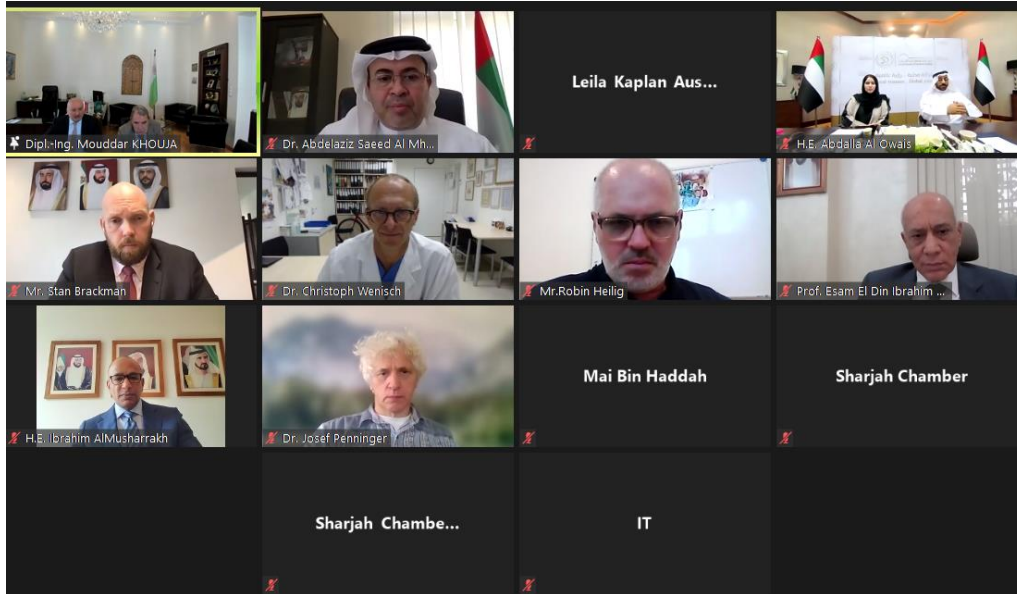 Dipl.-Ing. Mouddar KHOUJA
Dr. Abdelaziz Saeed Al Mh...
Leila Kaplan Aus...
H.E. Abdalla Al Owais
Mr. Stan Brackman
Dr. Christoph Wenisch
Mr.Robin Heilig
Prof. Esam El Din Ibrahim ...
H.E. Ibrahim AlMusharrakh
Dr. Josef Penninger
Mai Bin Haddah
Sharjah Chamber
Sharjah Chambe...
IT